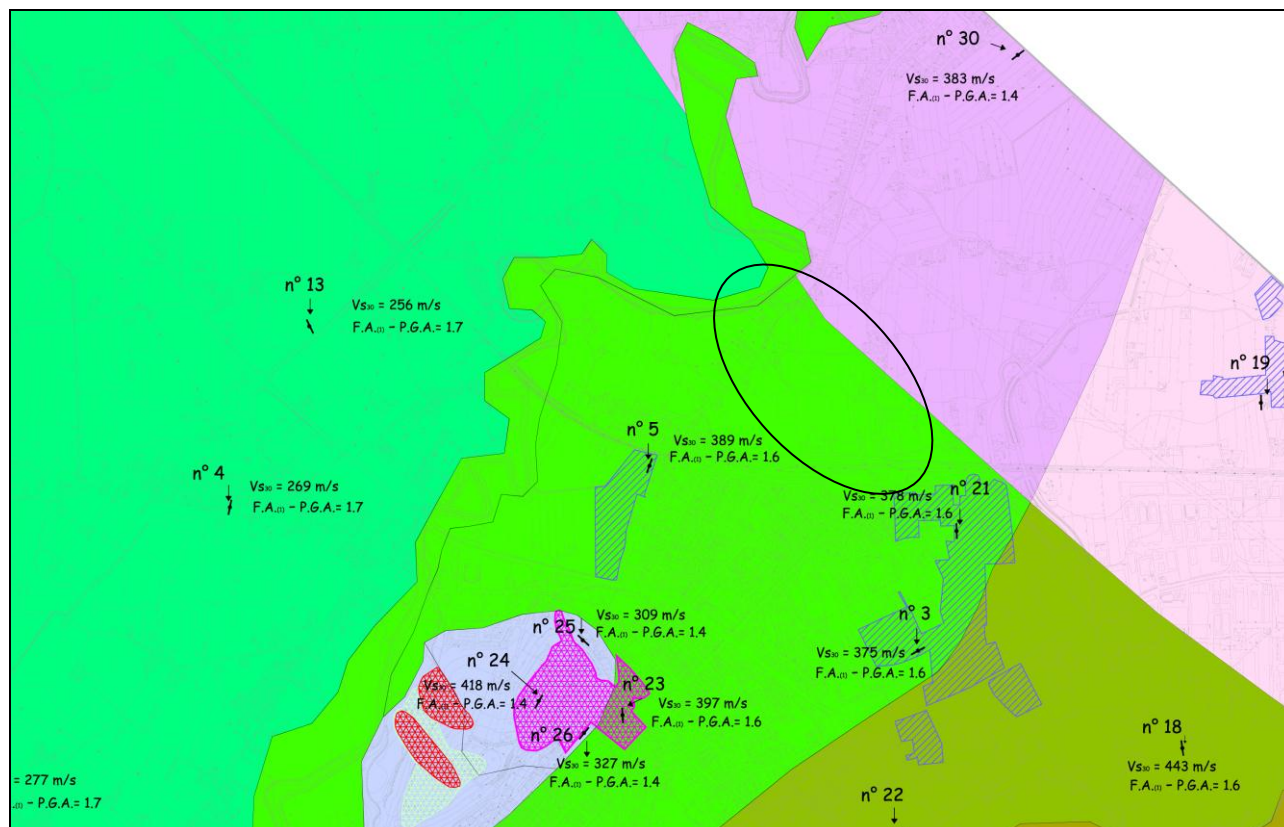 n° 30
Vs₃₀ = 383 m/s
F.A.₍₁₎ – P.G.A.= 1.4
n° 13
Vs₃₀ = 256 m/s
F.A.₍₁₎ – P.G.A.= 1.7
n° 19
n° 5
Vs₃₀ = 389 m/s
F.A.₍₁₎ – P.G.A.= 1.6
n° 4
Vs₃₀ = 269 m/s
F.A.₍₁₎ – P.G.A.= 1.7
n° 21
Vs₃₀ = 378 m/s
F.A.₍₁₎ – P.G.A.= 1.6
n° 25
Vs₃₀ = 309 m/s
F.A.₍₁₎ – P.G.A.= 1.4
n° 3
Vs₃₀ = 375 m/s
F.A.₍₁₎ – P.G.A.= 1.6
n° 24
Vs₃₀ = 418 m/s
F.A.₍₁₎ – P.G.A.= 1.4
n° 23
Vs₃₀ = 397 m/s
F.A.₍₁₎ – P.G.A.= 1.6
n° 26
Vs₃₀ = 327 m/s
F.A.₍₁₎ – P.G.A.= 1.4
n° 18
Vs₃₀ = 443 m/s
F.A.₍₁₎ – P.G.A.= 1.6
= 277 m/s
.A.₍₁₎ – P.G.A.= 1.7
n° 22